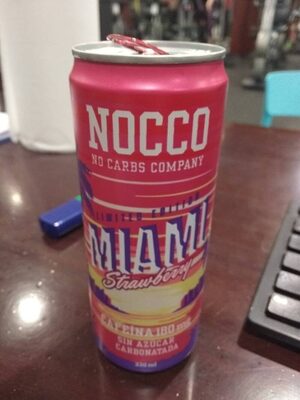 NOCCO
NO CARBS COMPANY
LIMITED EDITION
MIAMI
Strawberry
CAFEÍNA 180 mg
SIN AZÚCAR
CARBONATADA
330 ml